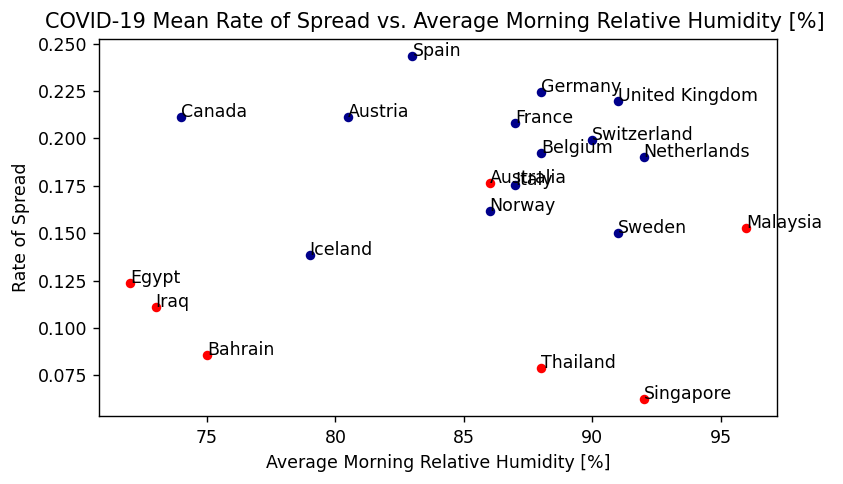 COVID-19 Mean Rate of Spread vs. Average Morning Relative Humidity [%]
0.250
0.225
0.200
0.175
0.150
0.125
0.100
0.075
Rate of Spread
Spain
Germany
United Kingdom
Canada
Austria
France
Switzerland
Belgium
Netherlands
Australia
Italy
Norway
Sweden
Malaysia
Iceland
Egypt
Iraq
Bahrain
Thailand
Singapore
75 80 85 90 95
Average Morning Relative Humidity [%]